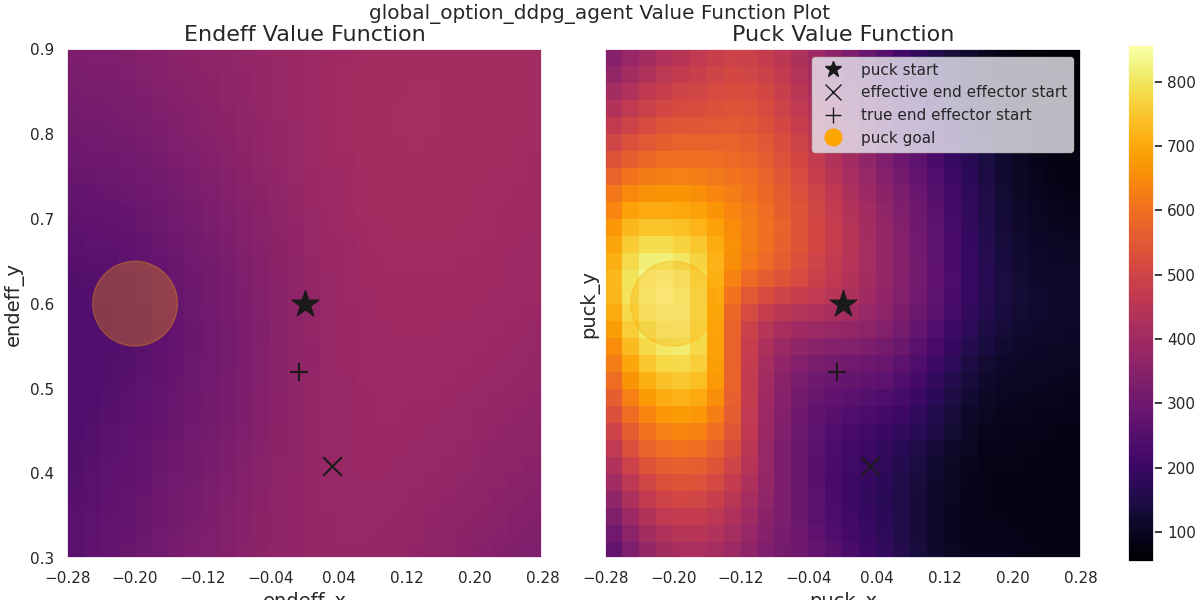 global_option_ddpg_agent Value Function Plot
Endeff Value Function
Puck Value Function
0.9
0.8
0.7
0.6
0.5
0.4
0.3
endeff_y
−0.28
−0.20
−0.12
−0.04
0.04
0.12
0.20
0.28
endeff_x
puck start
effective end effector start
true end effector start
puck goal
puck_y
−0.28
−0.20
−0.12
−0.04
0.04
0.12
0.20
0.28
puck_x
800
700
600
500
400
300
200
100